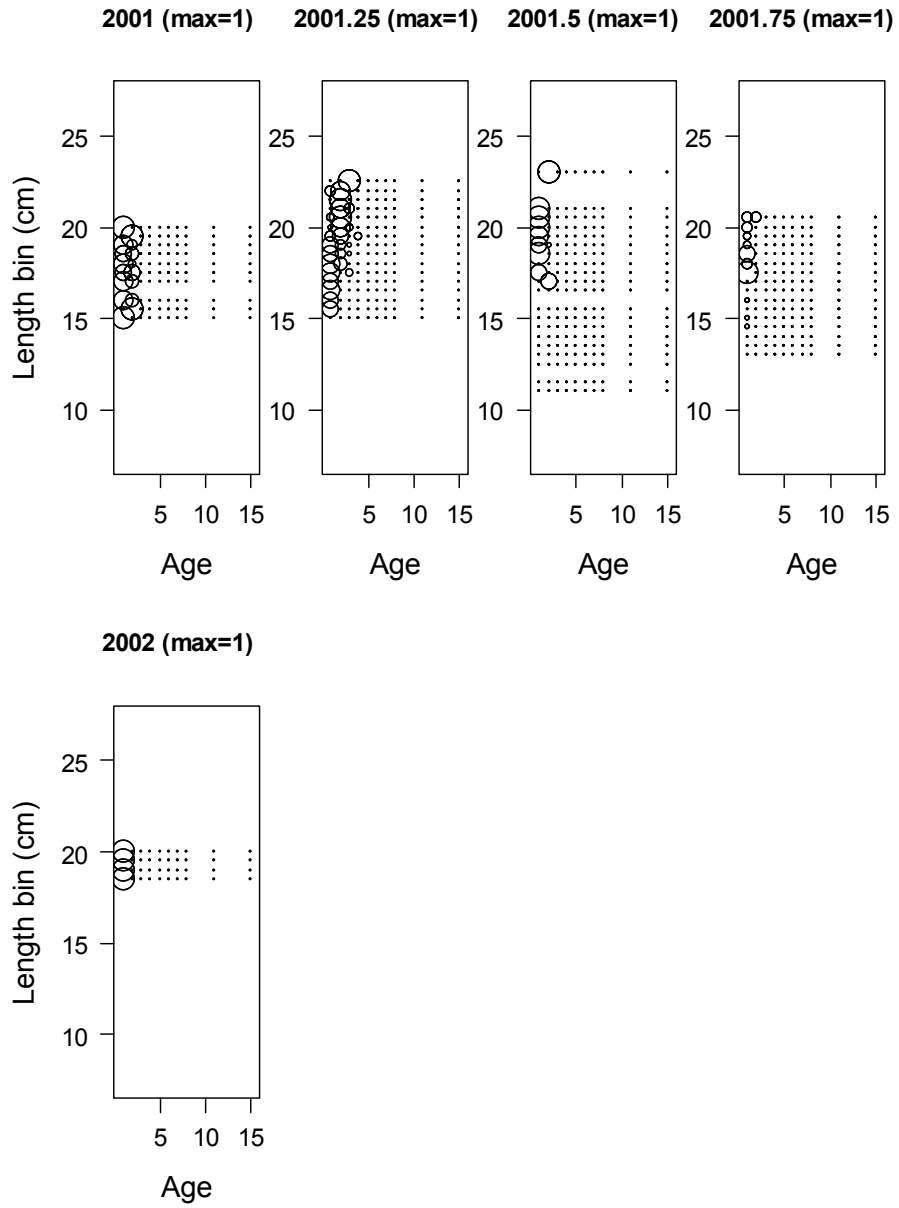 2001 (max=1) 2001.25 (max=1) 2001.5 (max=1) 2001.75 (max=1)
25 25 25 25
20 20 20 20
15 15 15 15
10 10 10 10
Length bin (cm)
5 10 15 5 10 15 5 10 15 5 10 15
Age Age Age Age
2002 (max=1)
25
20
15
10
Length bin (cm)
5 10 15
Age